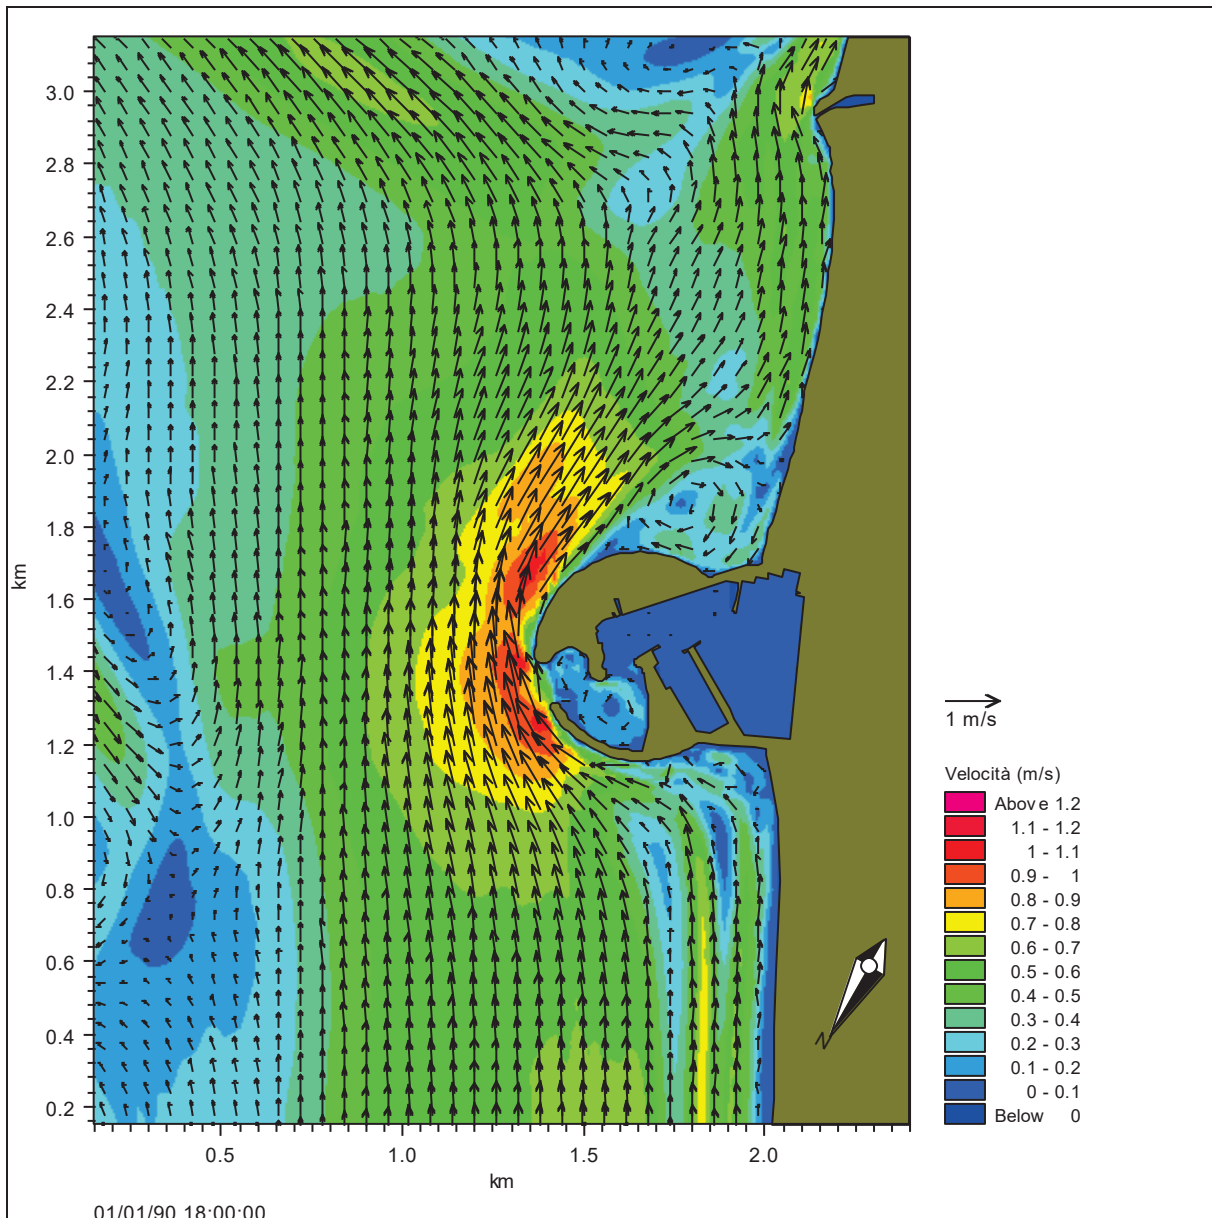 3.0
2.8
2.6
2.4
2.2
2.0
1.8
1.6
1.4
1.2
1.0
0.8
0.6
0.4
0.2
km
0.5 1.0 1.5 2.0
km
01/01/90 18:00:00
1 m/s
Velocità (m/s)
Above 1.2
1.1 - 1.2
1 - 1.1
0.9 - 1
0.8 - 0.9
0.7 - 0.8
0.6 - 0.7
0.5 - 0.6
0.4 - 0.5
0.3 - 0.4
0.2 - 0.3
0.1 - 0.2
0 - 0.1
Below 0
N